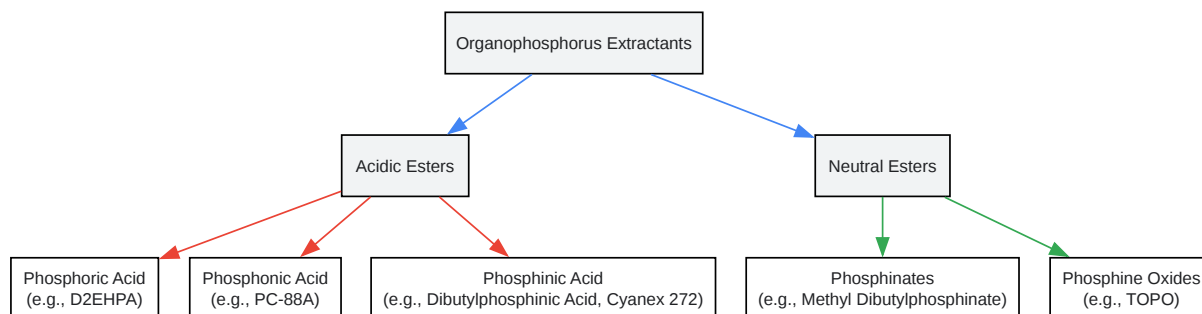 Organophosphorus Extractants
Acidic Esters
Neutral Esters
Phosphoric Acid
(e.g., D2EHPA)
Phosphonic Acid
(e.g., PC-88A)
Phosphinic Acid
(e.g., Dibutylphosphinic Acid, Cyanex 272)
Phosphinates
(e.g., Methyl Dibutylphosphinate)
Phosphine Oxides
(e.g., TOPO)